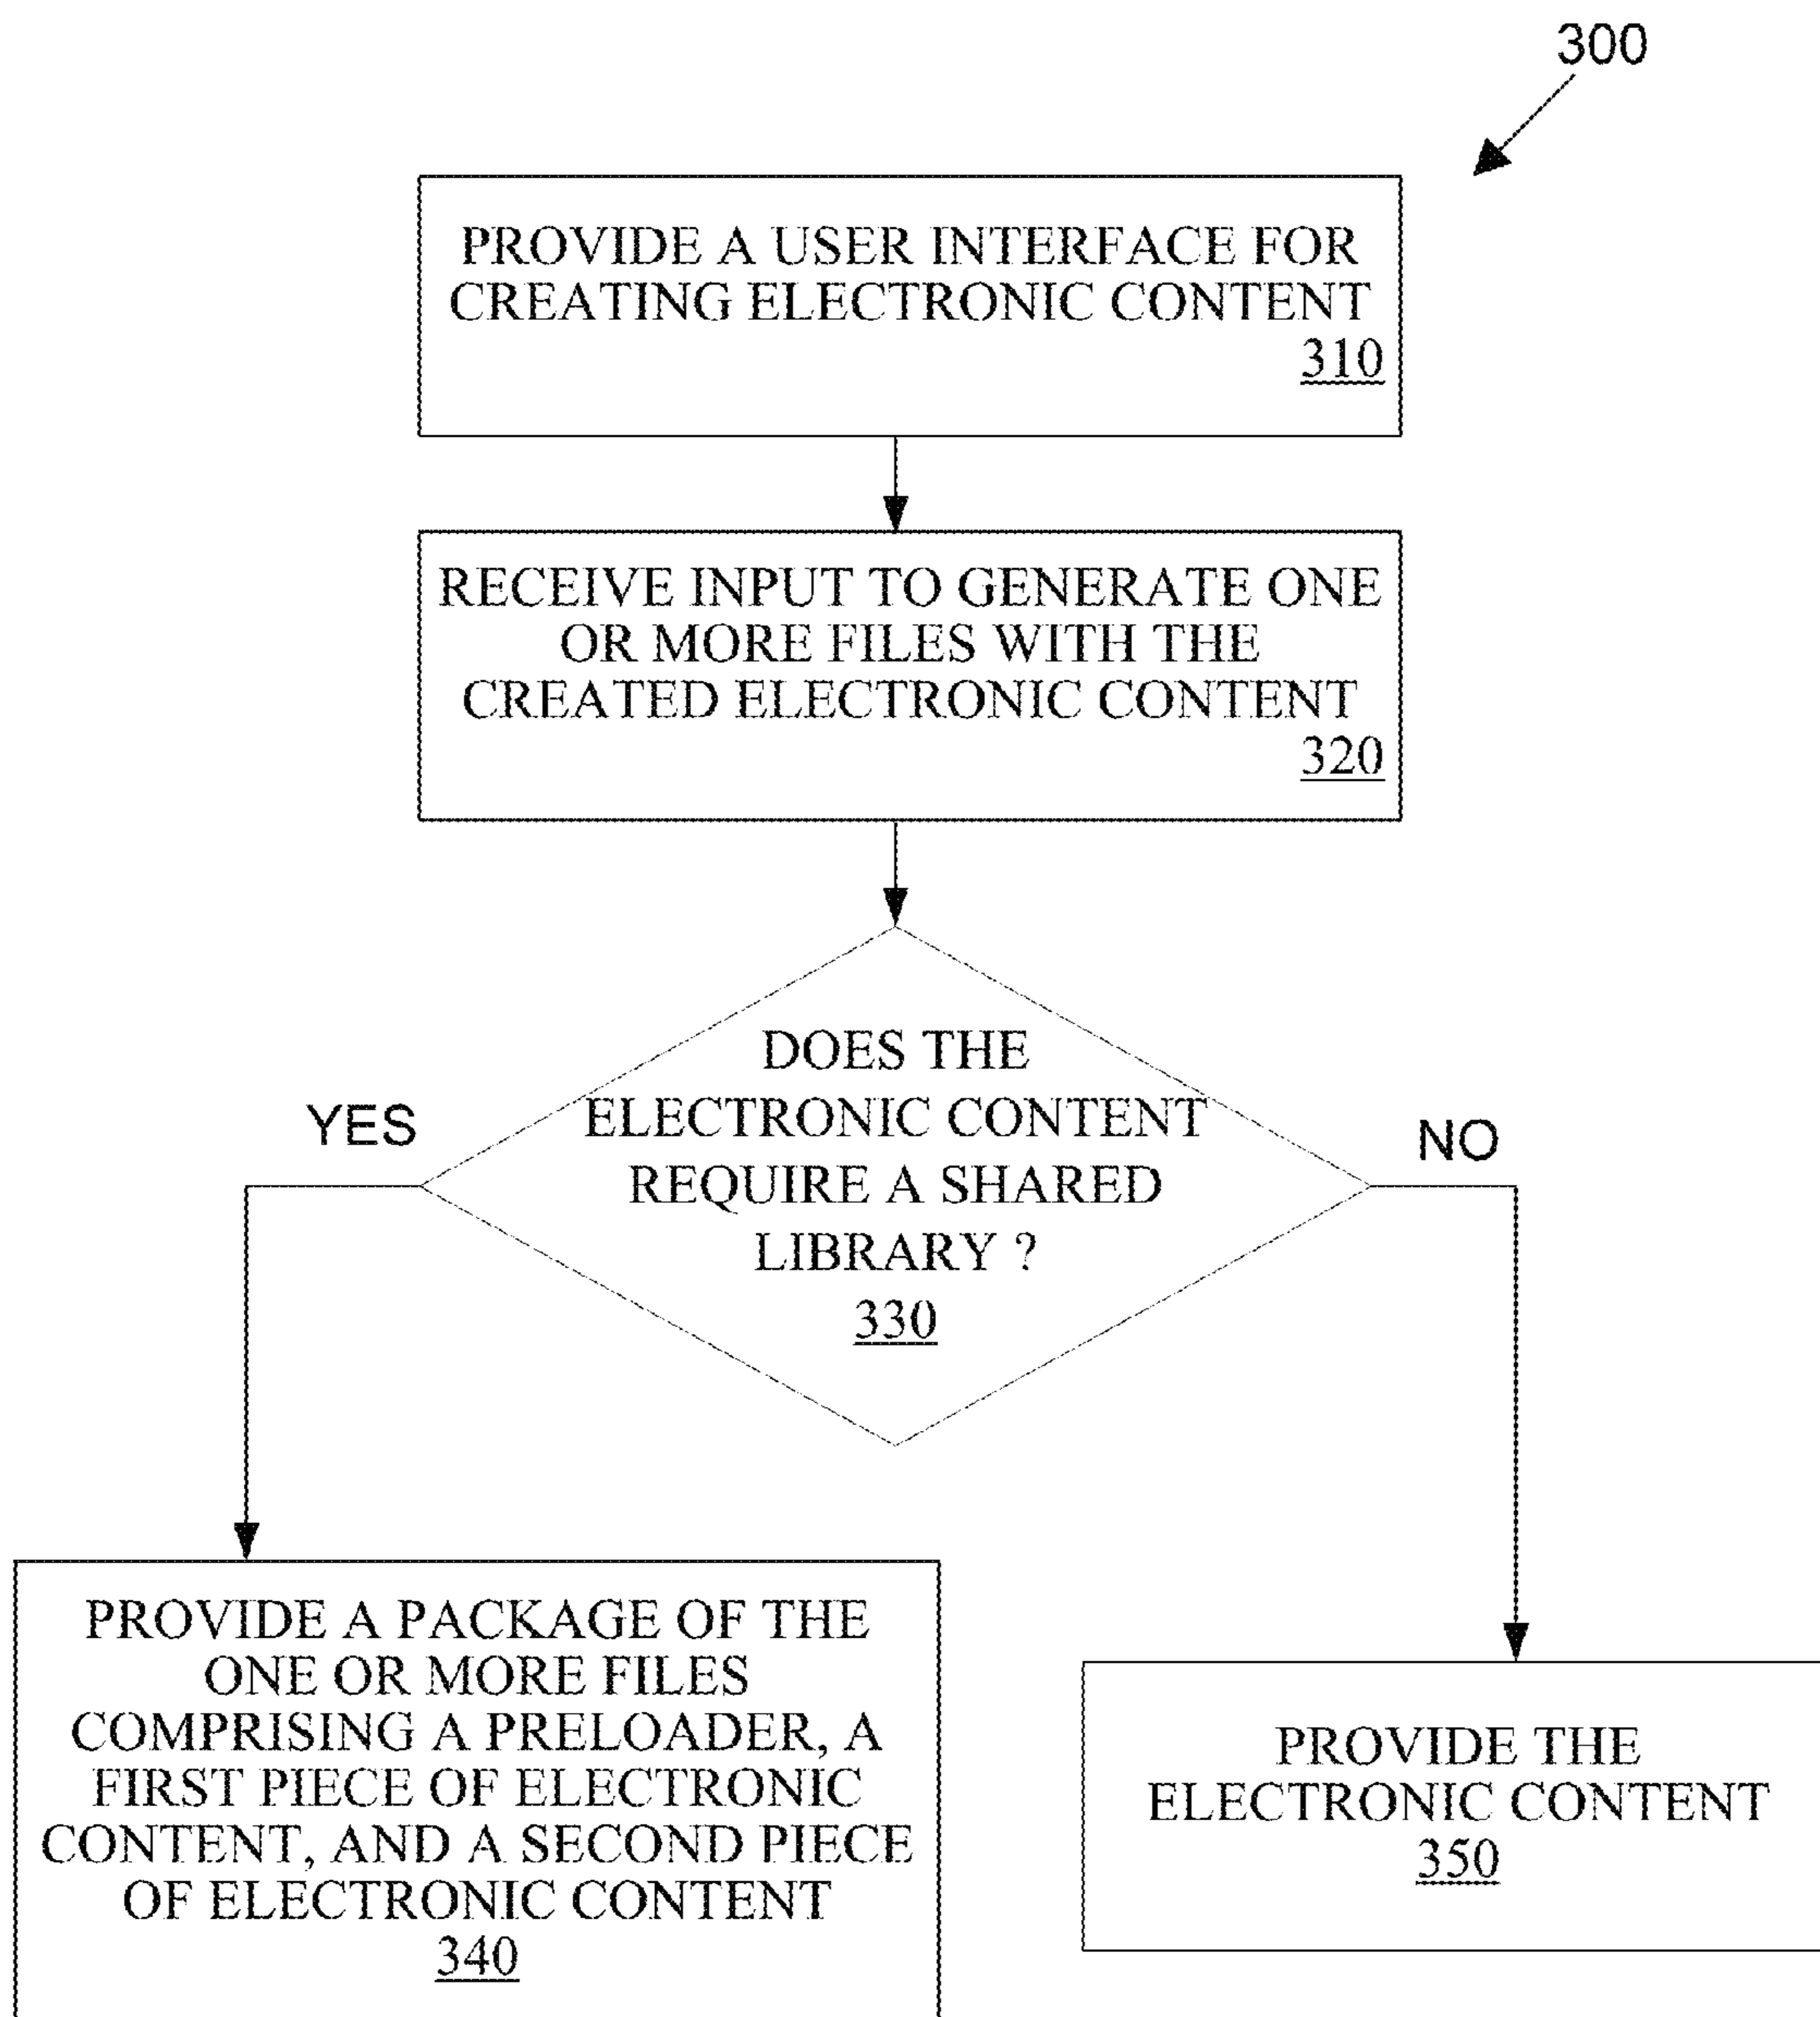 300
PROVIDE A USER INTERFACE FOR
CREATING ELECTRONIC CONTENT
310
RECEIVE INPUT TO GENERATE ONE
OR MORE FILES WITH THE
CREATED ELECTRONIC CONTENT
320
DOES THE
ELECTRONIC CONTENT
REQUIRE A SHARED
LIBRARY ?
330
YES
NO
PROVIDE A PACKAGE OF THE
ONE OR MORE FILES
COMPRISING A PRELOADER, A
FIRST PIECE OF ELECTRONIC
CONTENT, AND A SECOND PIECE
OF ELECTRONIC CONTENT
340
PROVIDE THE
ELECTRONIC CONTENT
350